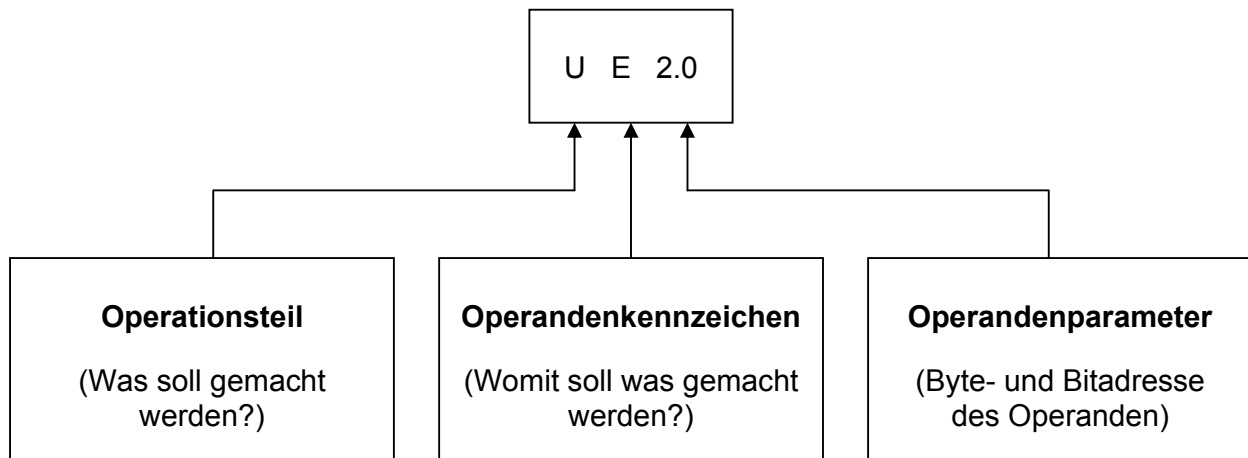 U E 2.0
Operationsteil
(Was soll gemacht
werden?)
Operandenkennzeichen
(Womit soll was gemacht
werden?)
Operandenparameter
(Byte- und Bitadresse
des Operanden)